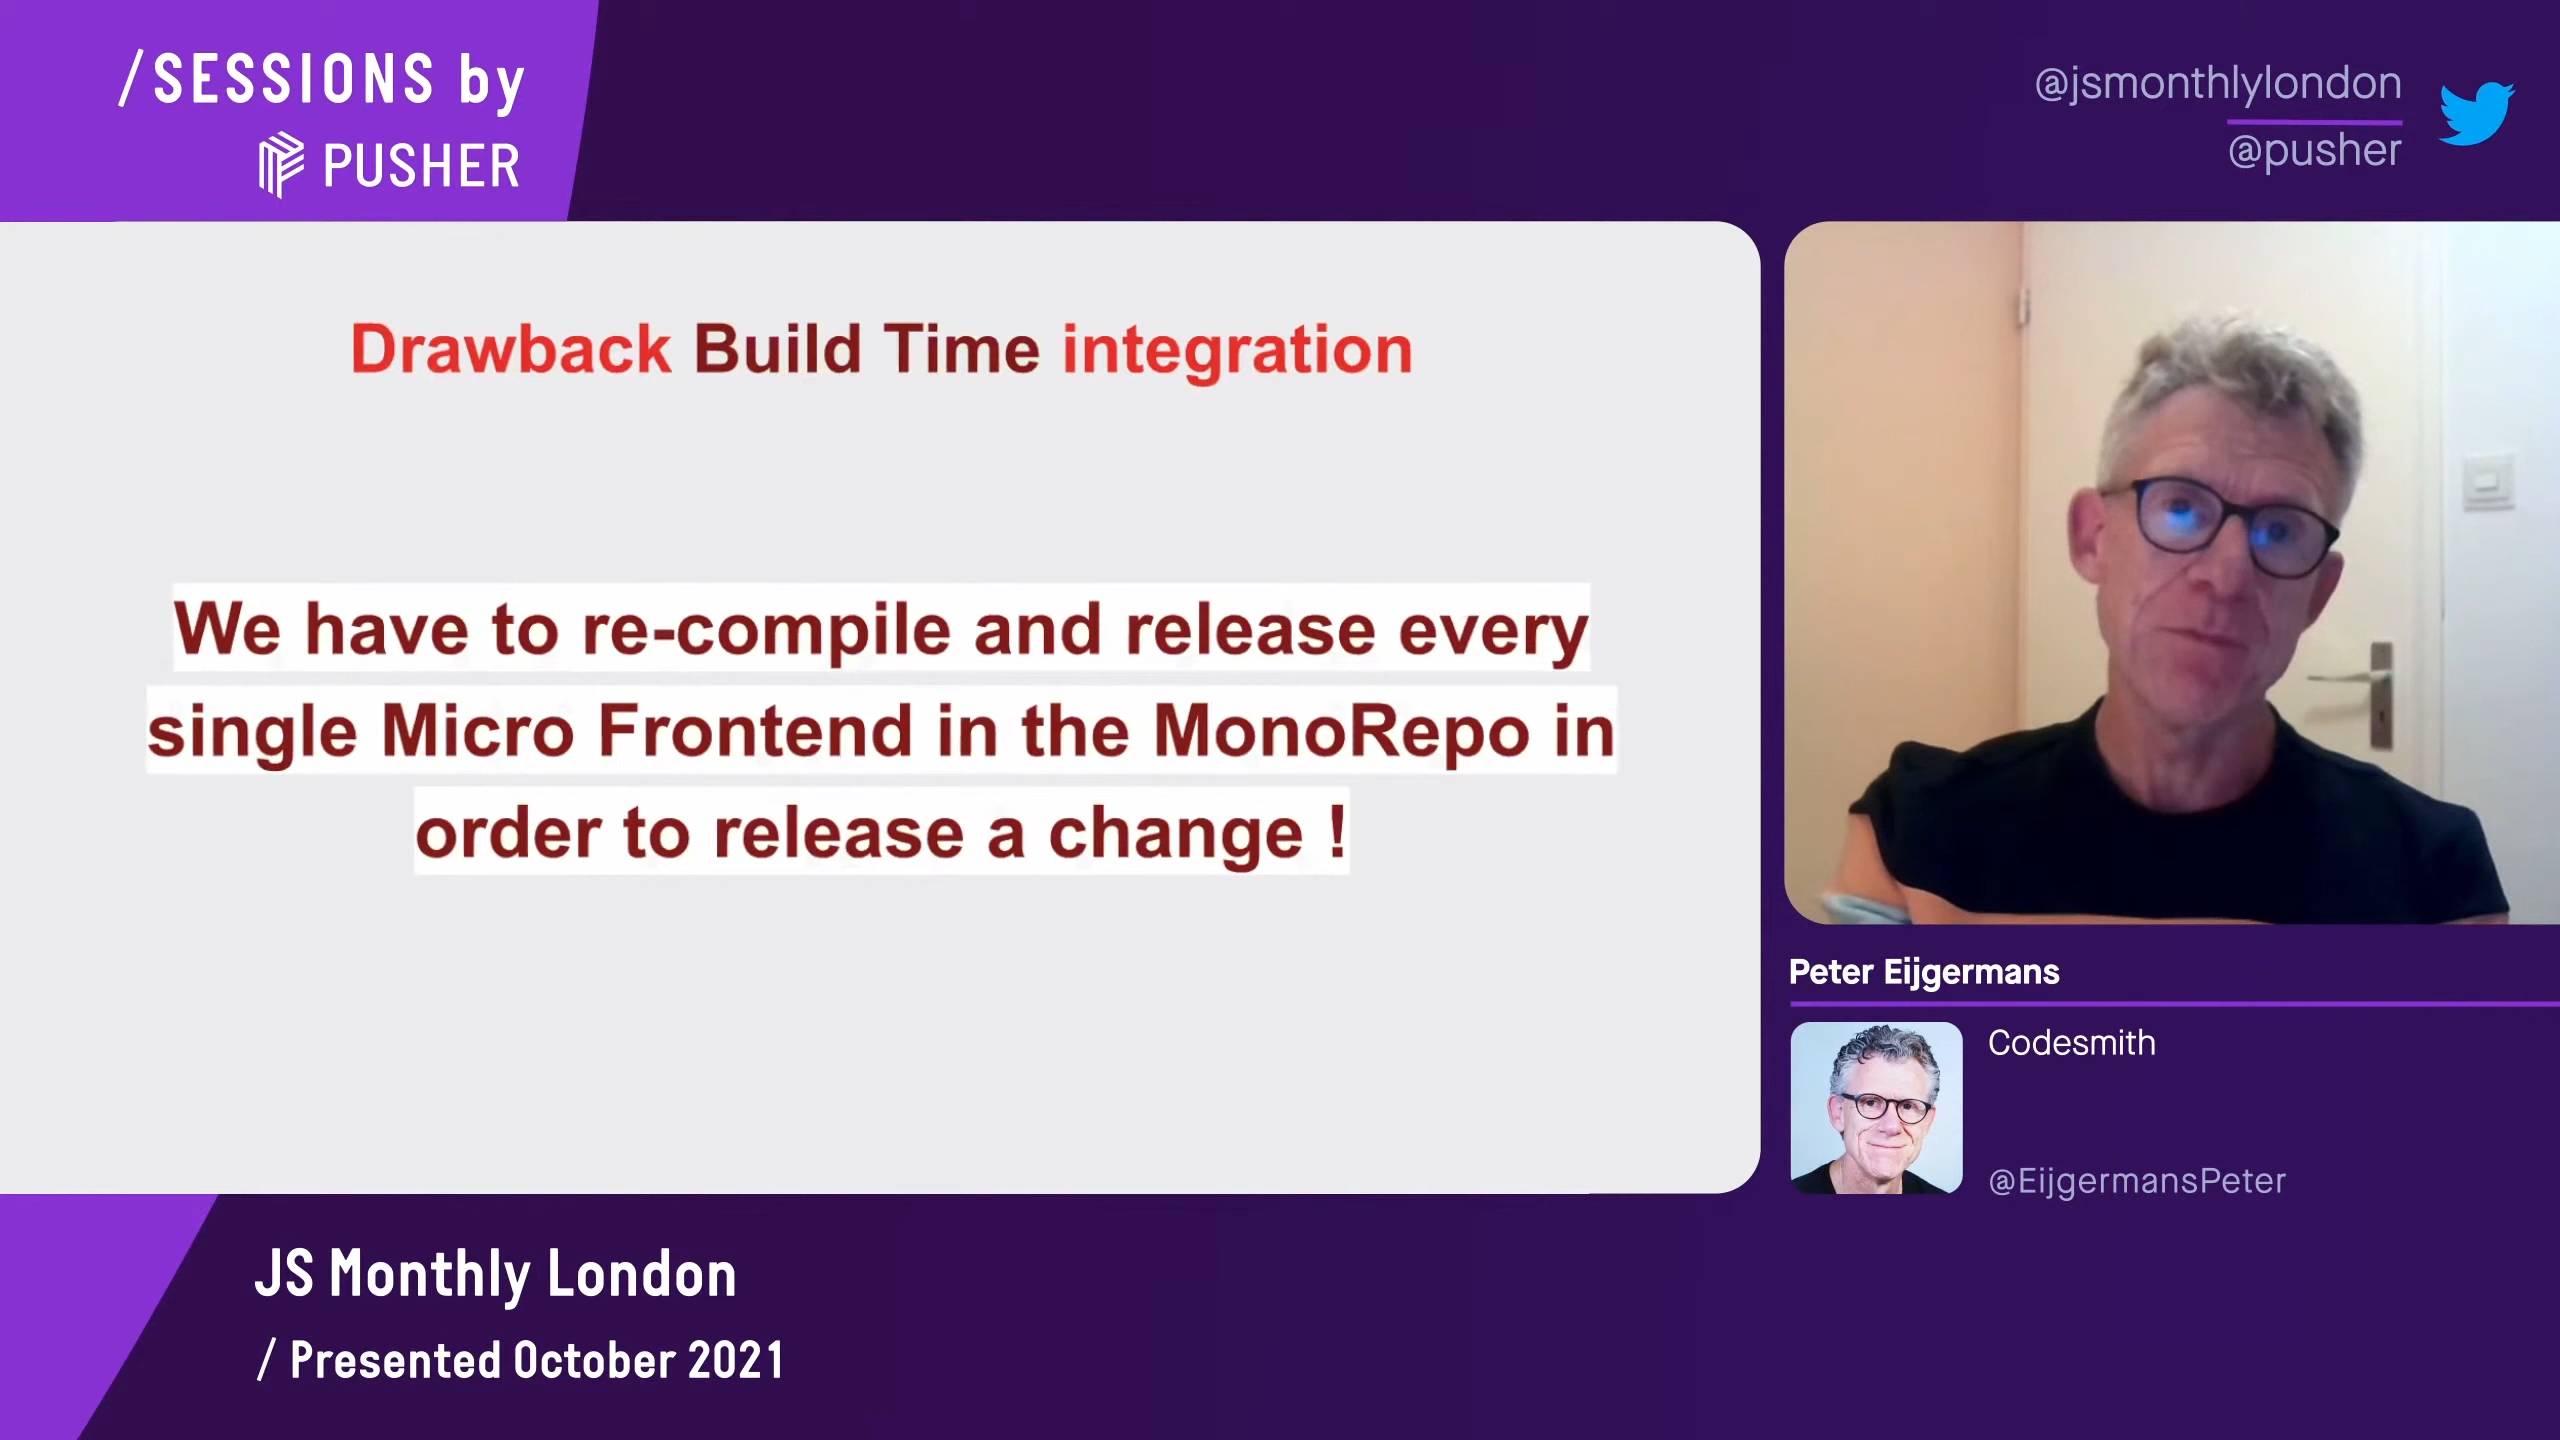 /SESSIONS by
PUSHER
@jsmonthlylondon
@pusher
Drawback Build Time integration
We have to re-compile and release every
single Micro Frontend in the MonoRepo in
order to release a change !
Peter Eijgermans
Codesmith
@EijgermansPeter
JS Monthly London
/ Presented October 2021